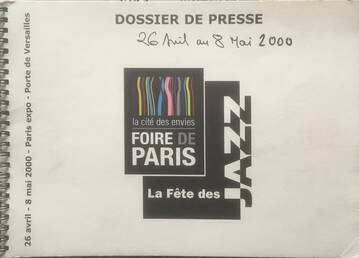 DOSSIER DE PRESSE
26 Avril au 8 Mai 2000
26 avril - 8 mai 2000 - Paris expo - Porte de Versailles
la cité des envies
FOIRE DE
PARIS
La Fête des
JAZZ